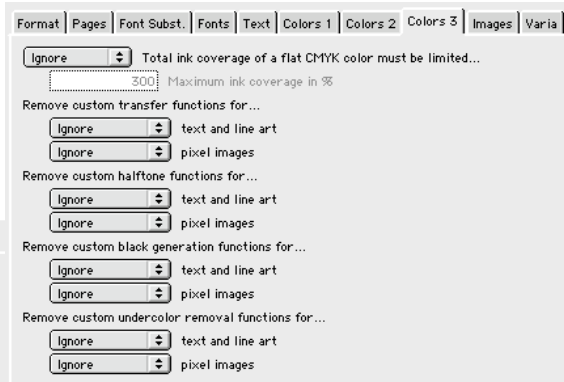 Format Pages Font Subst. Fonts Text Colors 1 Colors 2 Colors 3 Images Varia
Ignore Total ink coverage of a flat CMYK color must be limited...
300 Maximum ink coverage in %
Remove custom transfer functions for...
Ignore text and line art
Ignore pixel images
Remove custom halftone functions for...
Ignore text and line art
Ignore pixel images
Remove custom black generation functions for...
Ignore text and line art
Ignore pixel images
Remove custom undercolor removal functions for...
Ignore text and line art
Ignore pixel images